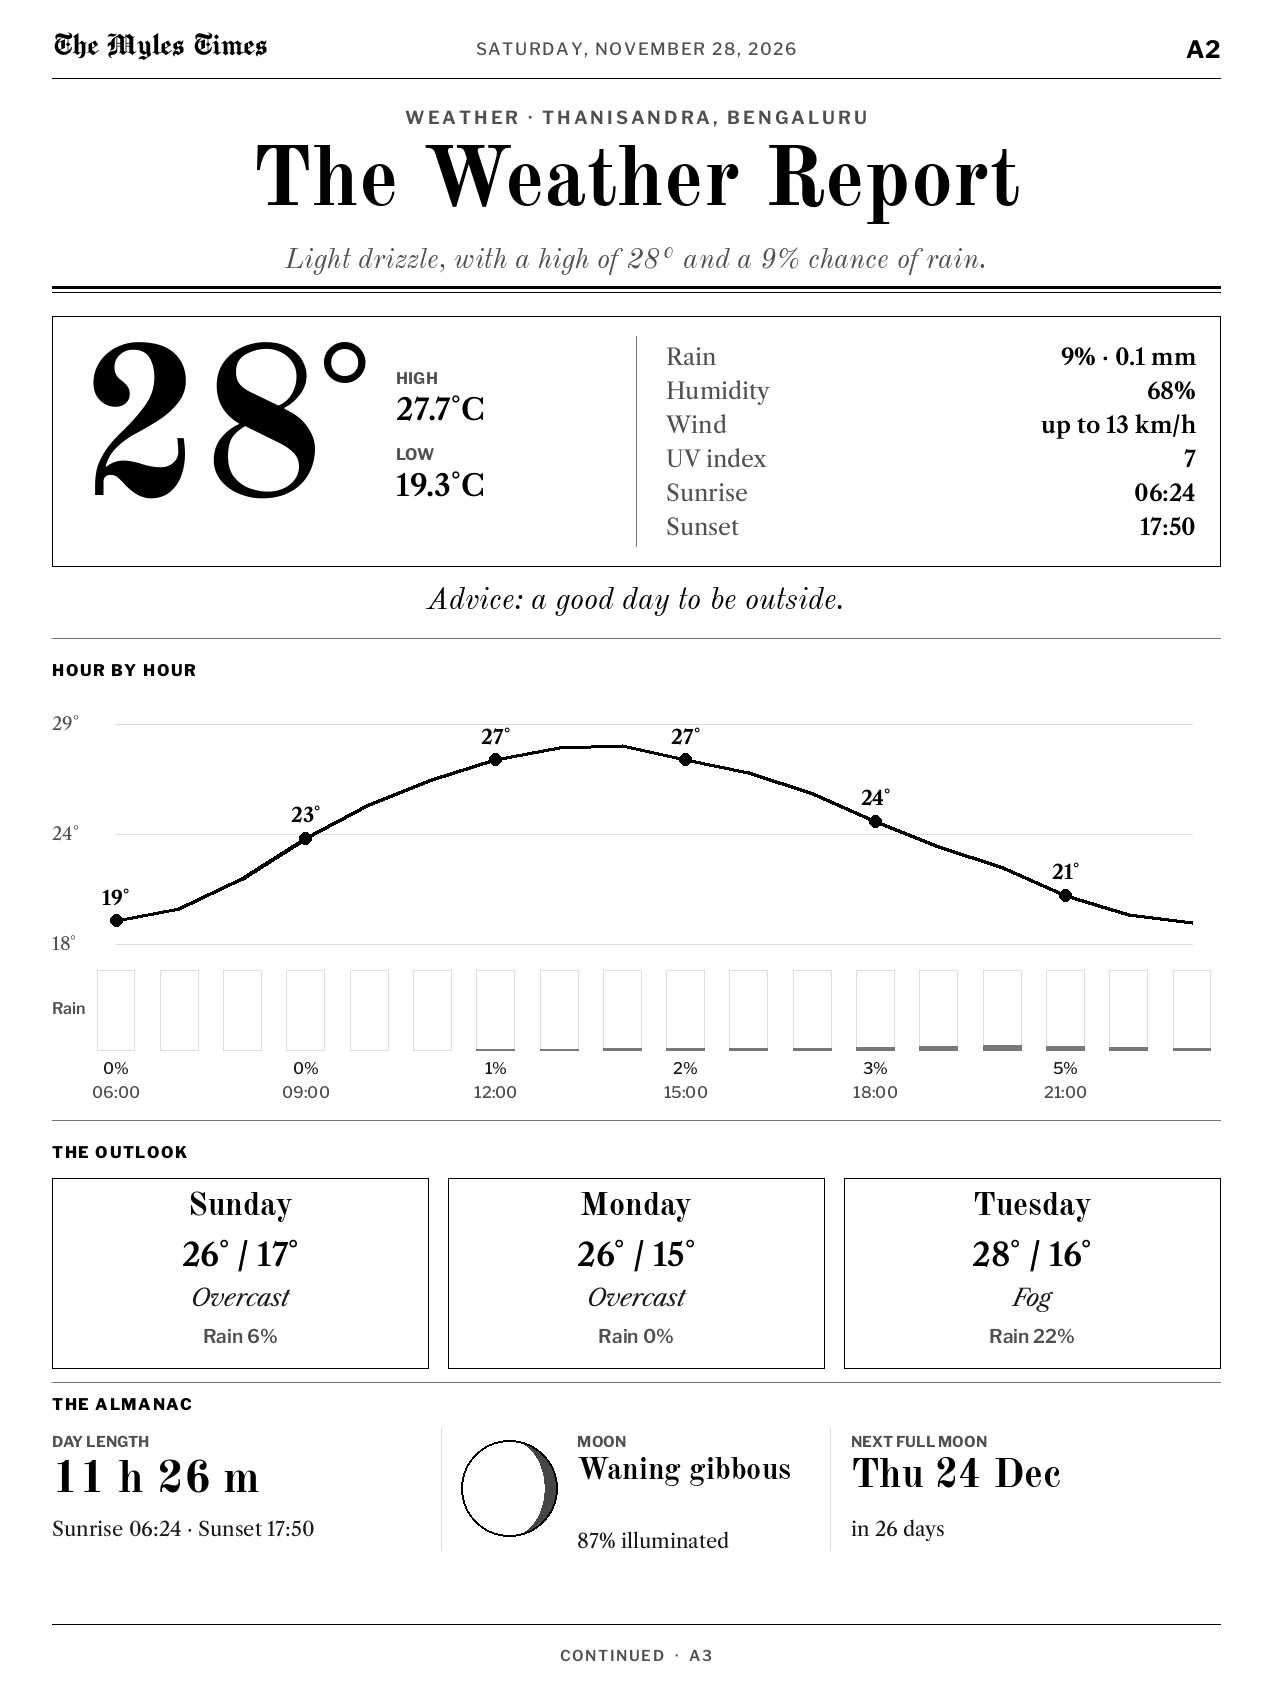 The Myles Times
SATURDAY, NOVEMBER 28, 2026
A2
WEATHER · THANISANDRA, BENGALURU
The Weather Report
Light drizzle, with a high of 28° and a 9% chance of rain.
28°
HIGH
27.7°C
LOW
19.3°C
Rain 9% · 0.1 mm
Humidity 68%
Wind up to 13 km/h
UV index 7
Sunrise 06:24
Sunset 17:50
Advice: a good day to be outside.
HOUR BY HOUR
29°
24°
18°
19° 23° 27° 27° 24° 21°
Rain
0% 0% 1% 2% 3% 5%
06:00 09:00 12:00 15:00 18:00 21:00
THE OUTLOOK
Sunday
26° / 17°
Overcast
Rain 6%
Monday
26° / 15°
Overcast
Rain 0%
Tuesday
28° / 16°
Fog
Rain 22%
THE ALMANAC
DAY LENGTH
11 h 26 m
Sunrise 06:24 · Sunset 17:50
MOON
Waning gibbous
87% illuminated
NEXT FULL MOON
Thu 24 Dec
in 26 days
CONTINUED · A3